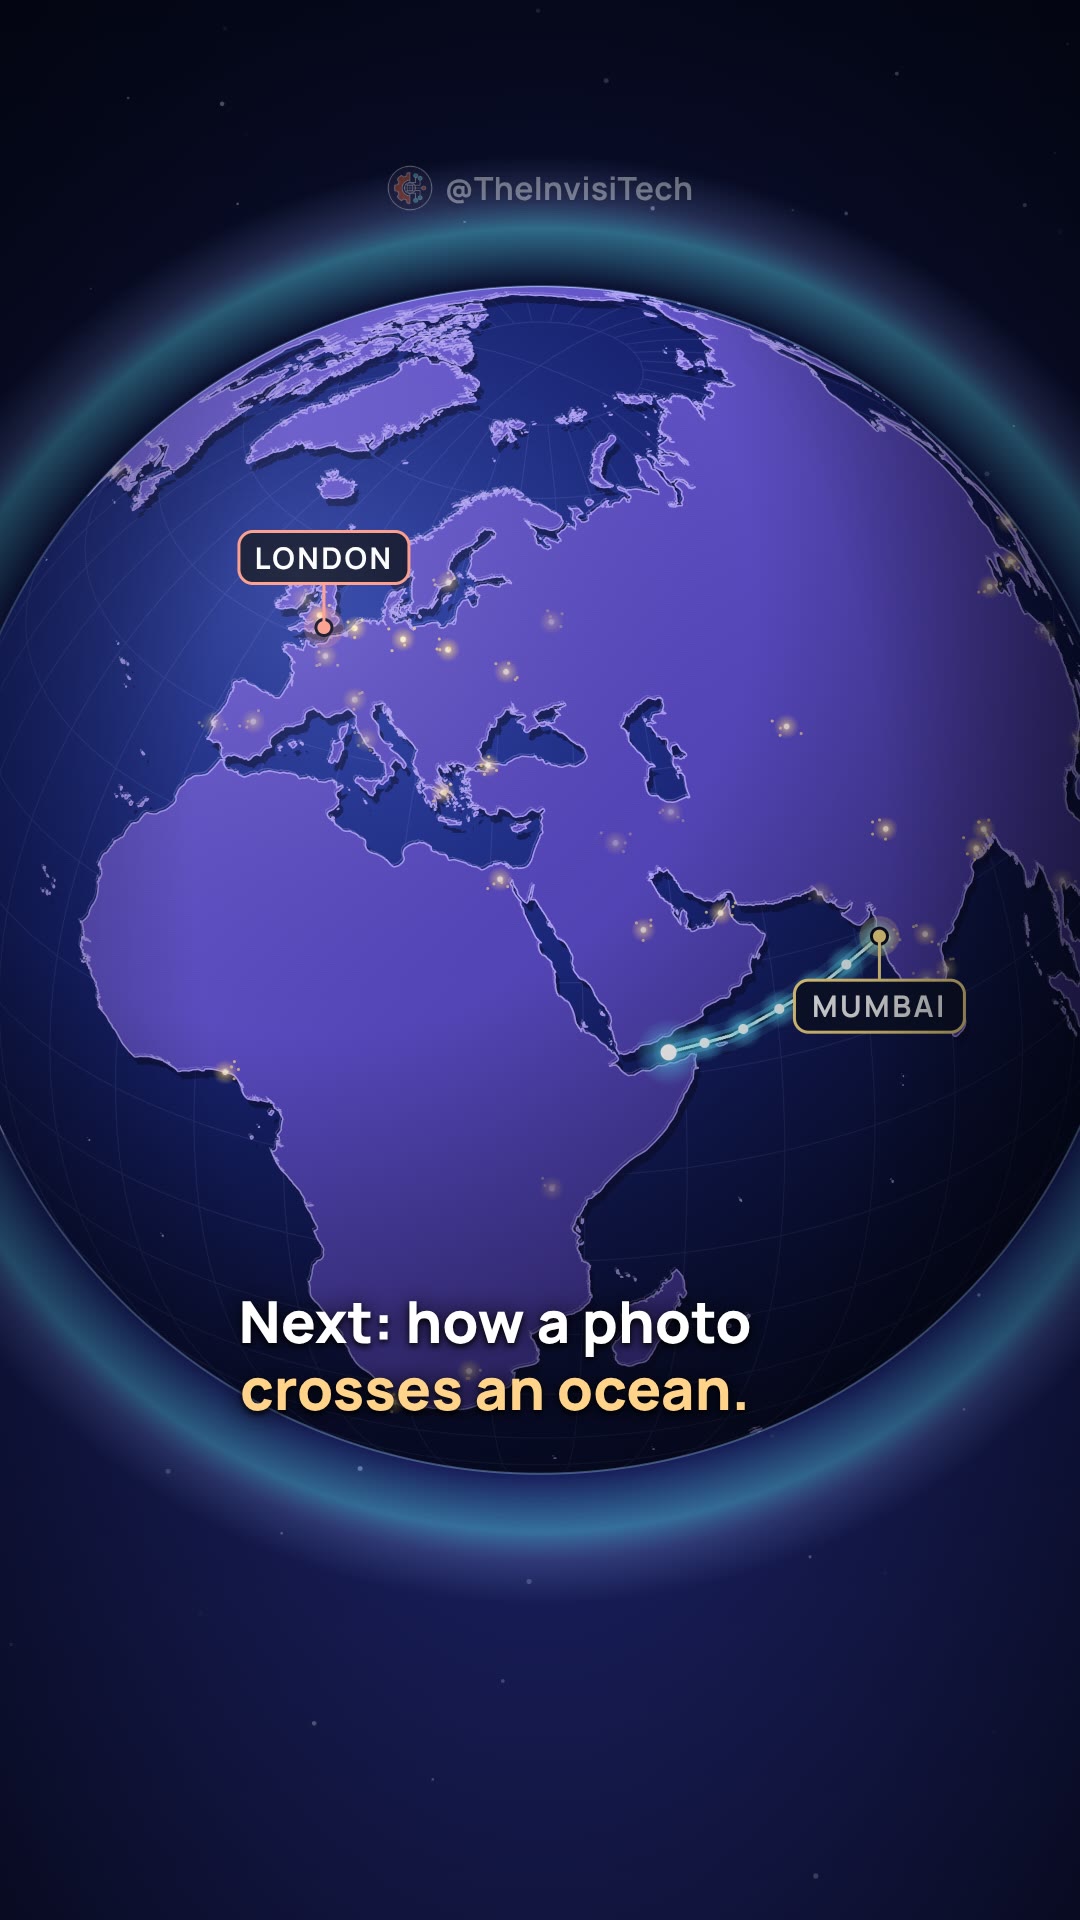 @TheInvisiTech
LONDON
MUMBAI
Next: how a photo
crosses an ocean.